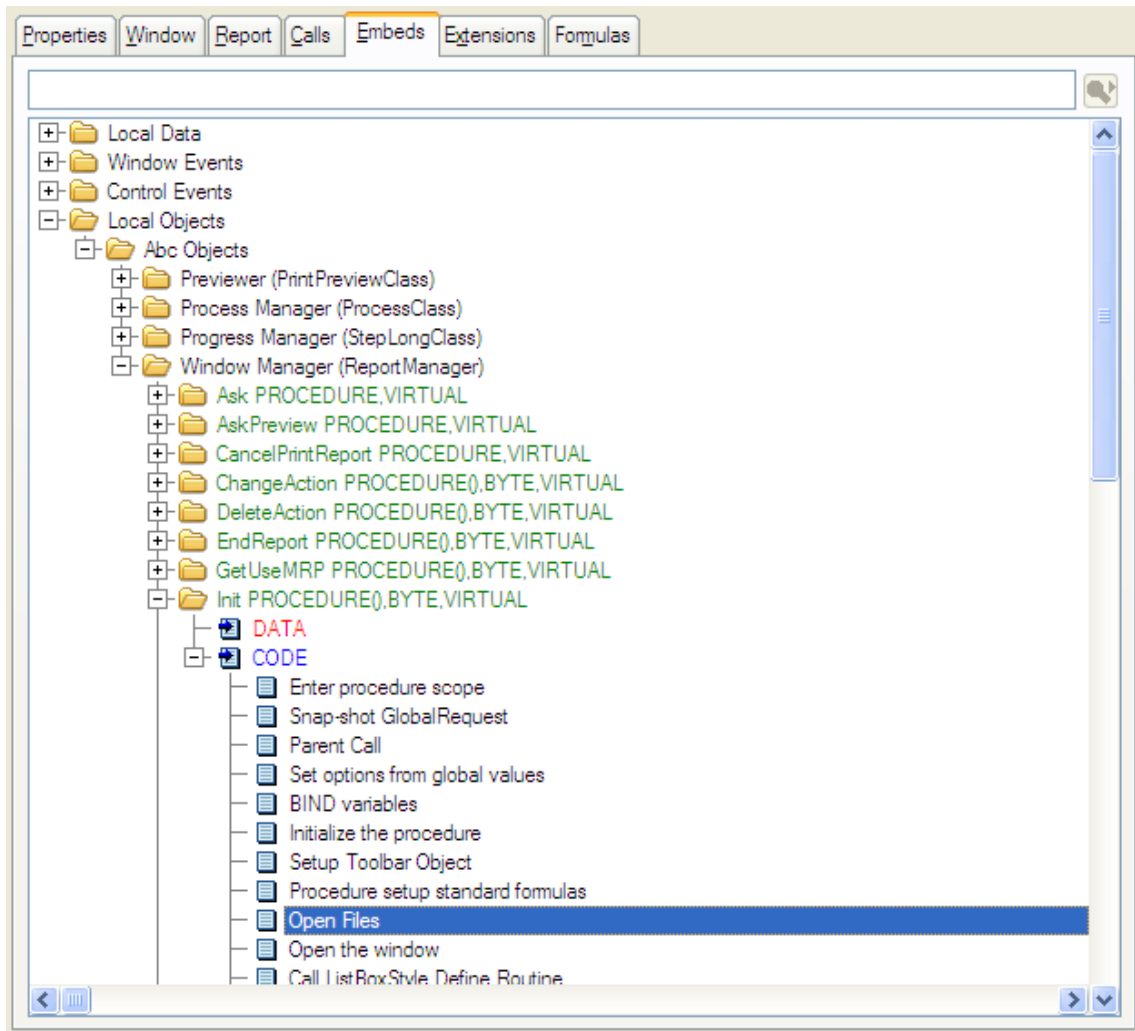 Properties Window Report Calls Embeds Extensions Formulas
Local Data
Window Events
Control Events
Local Objects
Abc Objects
Previewer (PrintPreviewClass)
Process Manager (ProcessClass)
Progress Manager (StepLongClass)
Window Manager (ReportManager)
Ask PROCEDURE,VIRTUAL
AskPreview PROCEDURE,VIRTUAL
CancelPrintReport PROCEDURE,VIRTUAL
ChangeAction PROCEDURE(),BYTE,VIRTUAL
DeleteAction PROCEDURE(),BYTE,VIRTUAL
EndReport PROCEDURE(),BYTE,VIRTUAL
GetUseMRP PROCEDURE(),BYTE,VIRTUAL
Init PROCEDURE(),BYTE,VIRTUAL
DATA
CODE
Enter procedure scope
Snap-shot GlobalRequest
Parent Call
Set options from global values
BIND variables
Initialize the procedure
Setup Toolbar Object
Procedure setup standard formulas
Open Files
Open the window
Call ListBoxStyle Define Routine